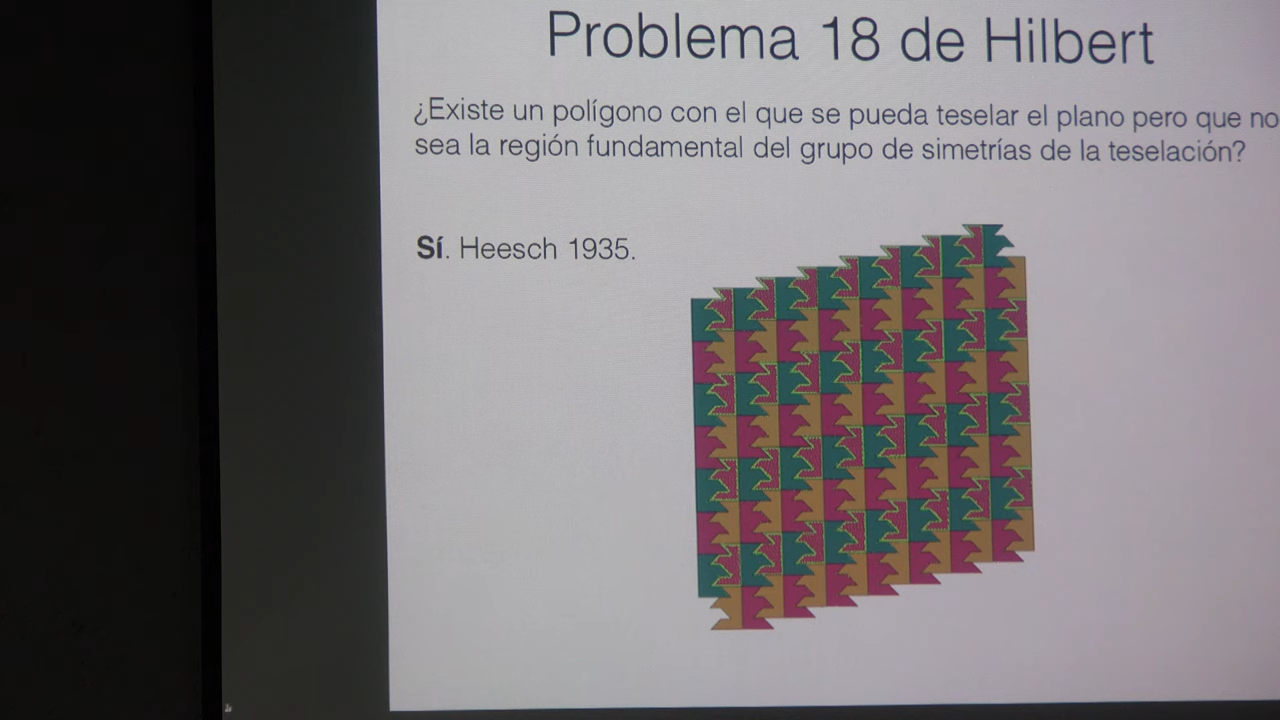 Problema 18 de Hilbert
¿Existe un polígono con el que se pueda teselar el plano pero que no
sea la región fundamental del grupo de simetrías de la teselación?
Sí. Heesch 1935.